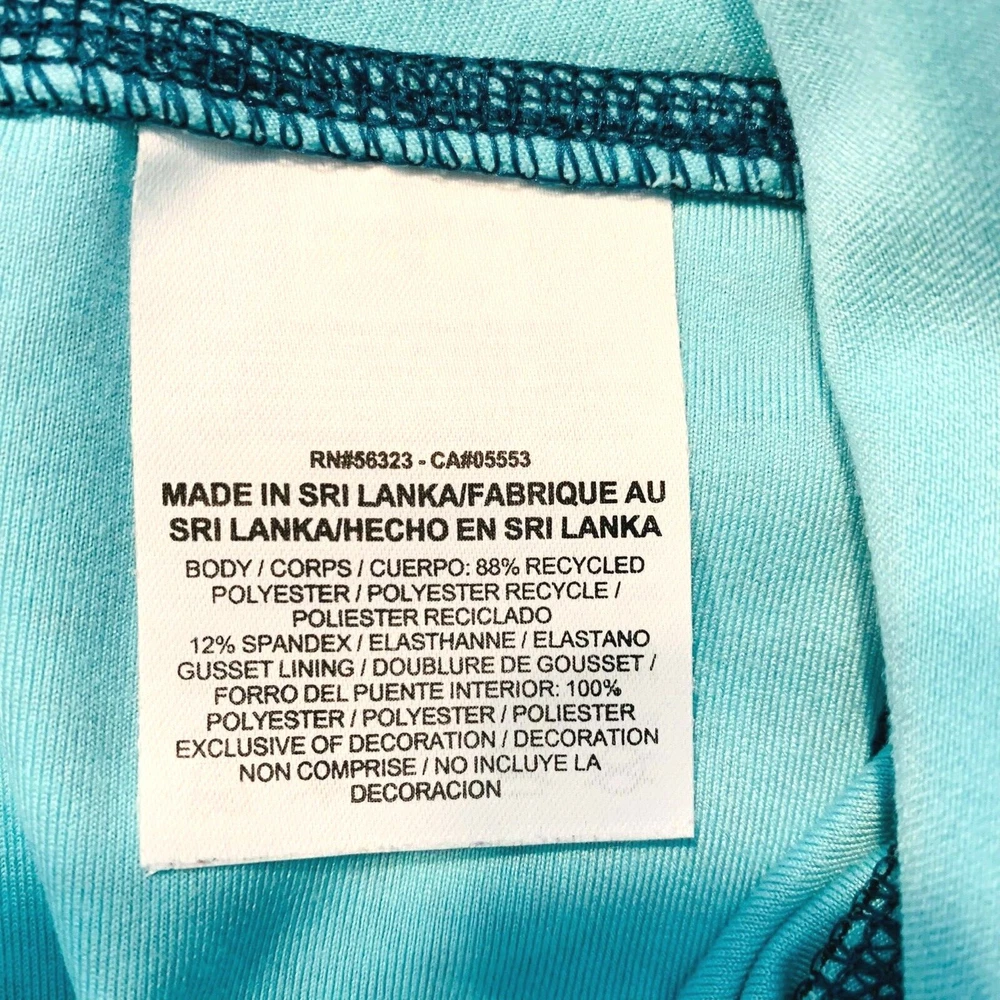 RN#56323 - CA#05553
MADE IN SRI LANKA/FABRIQUE AU
SRI LANKA/HECHO EN SRI LANKA
BODY / CORPS / CUERPO: 88% RECYCLED
POLYESTER / POLYESTER RECYCLE /
POLIESTER RECICLADO
12% SPANDEX / ELASTHANNE / ELASTANO
GUSSET LINING / DOUBLURE DE GOUSSET /
FORRO DEL PUENTE INTERIOR: 100%
POLYESTER / POLYESTER / POLIESTER
EXCLUSIVE OF DECORATION / DECORATION
NON COMPRISE / NO INCLUYE LA
DECORACION